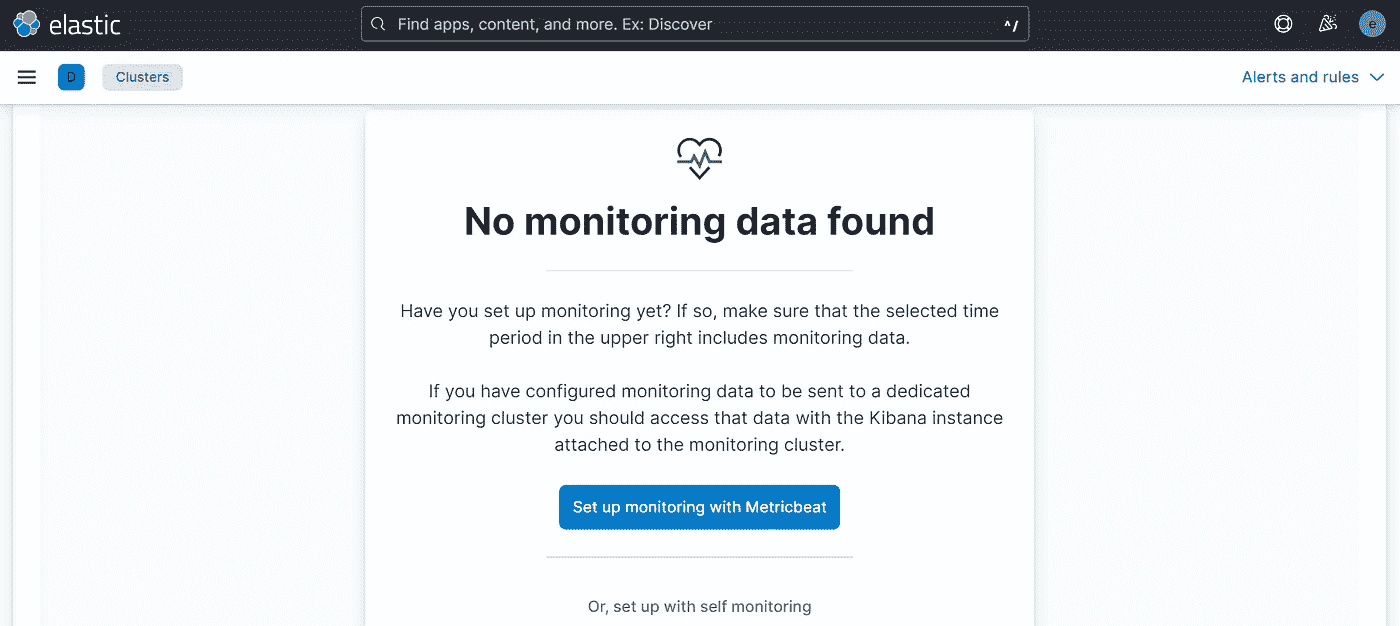 elastic
Find apps, content, and more. Ex: Discover
^/
e
D
Clusters
Alerts and rules
No monitoring data found
Have you set up monitoring yet? If so, make sure that the selected time
period in the upper right includes monitoring data.
If you have configured monitoring data to be sent to a dedicated
monitoring cluster you should access that data with the Kibana instance
attached to the monitoring cluster.
Set up monitoring with Metricbeat
Or, set up with self monitoring